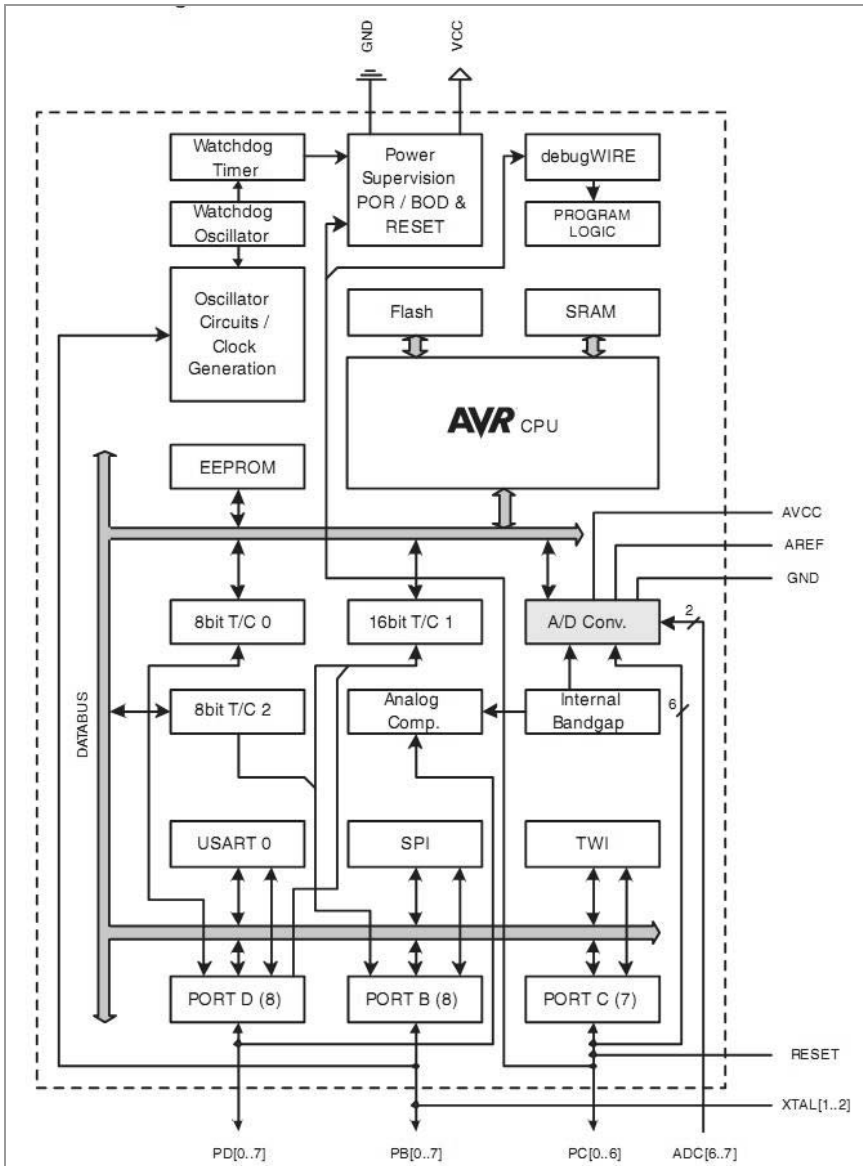 GND
VCC
Watchdog
Timer
Power
Supervision
POR / BOD &
RESET
debugWIRE
Watchdog
Oscillator
PROGRAM
LOGIC
Oscillator
Circuits /
Clock
Generation
Flash
SRAM
AVR CPU
EEPROM
AVCC
AREF
GND
8bit T/C 0
16bit T/C 1
A/D Conv.
2
DATABUS
8bit T/C 2
Analog
Comp.
Internal
Bandgap
6
USART 0
SPI
TWI
PORT D (8)
PORT B (8)
PORT C (7)
RESET
XTAL[1..2]
PD[0..7]
PB[0..7]
PC[0..6]
ADC[6..7]